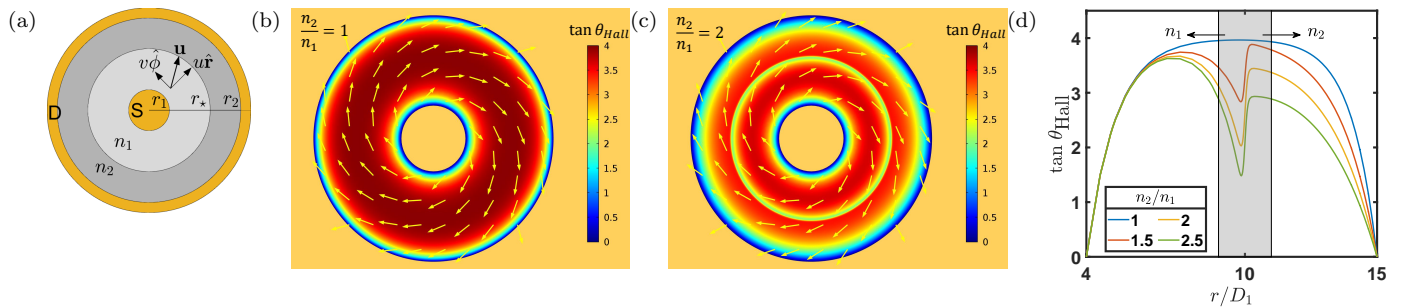 (a)
u
vφ̂
ur̂
D
S
r₁
r⋆
r₂
n₁
n₂
(b)
n₂/n₁ = 1
tan θHall
4
3.5
3
2.5
2
1.5
1
0.5
0
(c)
n₂/n₁ = 2
tan θHall
4
3.5
3
2.5
2
1.5
1
0.5
0
(d)
n₁
n₂
4
3
2
1
0
tan θHall
n₂/n₁
1
2
1.5
2.5
4
10
15
r/D₁